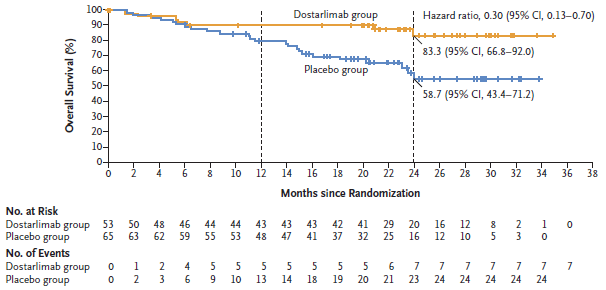 Dostarlimab group
Hazard ratio, 0.30 (95% CI, 0.13–0.70)
83.3 (95% CI, 66.8–92.0)
Placebo group
58.7 (95% CI, 43.4–71.2)
Overall Survival (%)
100
90
80
70
60
50
40
30
20
10
0
0 2 4 6 8 10 12 14 16 18 20 22 24 26 28 30 32 34 36 38
Months since Randomization
No. at Risk
Dostarlimab group 53 50 48 46 44 44 43 43 43 42 41 29 20 16 12 8 2 1 0
Placebo group 65 63 62 59 55 53 48 47 41 37 32 25 16 12 10 5 3 0
No. of Events
Dostarlimab group 0 1 2 4 5 5 5 5 5 5 5 6 7 7 7 7 7 7 7
Placebo group 0 2 3 6 9 10 13 14 18 19 20 21 23 24 24 24 24 24